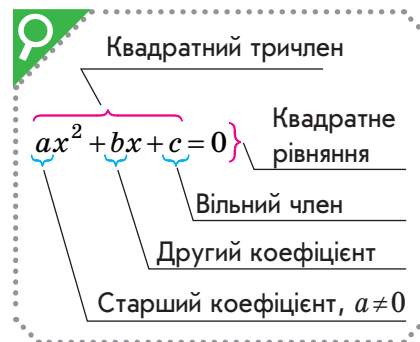 Квадратний тричлен
ax² + bx + c = 0
Квадратне
рівняння
Вільний член
Другий коефіцієнт
Старший коефіцієнт, a ≠ 0